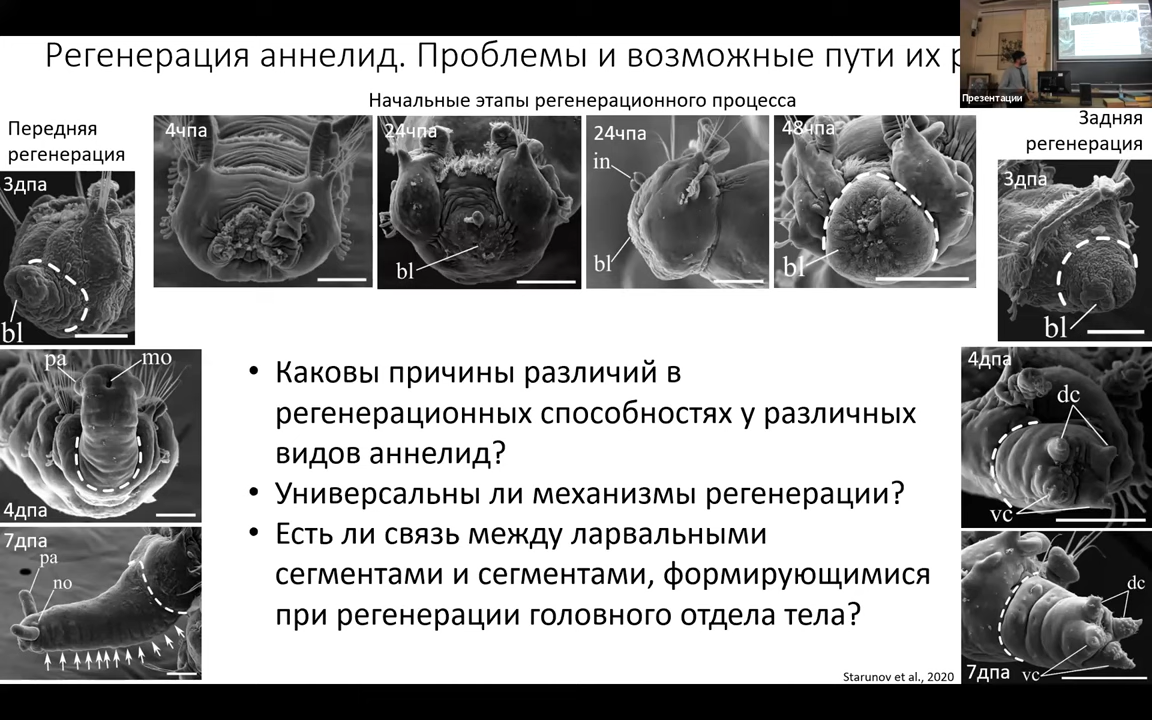 Регенерация аннелид. Проблемы и возможные пути их
Презентации
Начальные этапы регенерационного процесса
Передняя
регенерация
Задняя
регенерация
3дпа
bl
4чпа
24чпа
bl
24чпа
in
bl
48чпа
bl
3дпа
bl
pa
mo
4дпа
7дпа
pa
no
• Каковы причины различий в
регенерационных способностях у различных
видов аннелид?
• Универсальны ли механизмы регенерации?
• Есть ли связь между ларвальными
сегментами и сегментами, формирующимися
при регенерации головного отдела тела?
4дпа
dc
vc
dc
7дпа
vc
Starunov et al., 2020